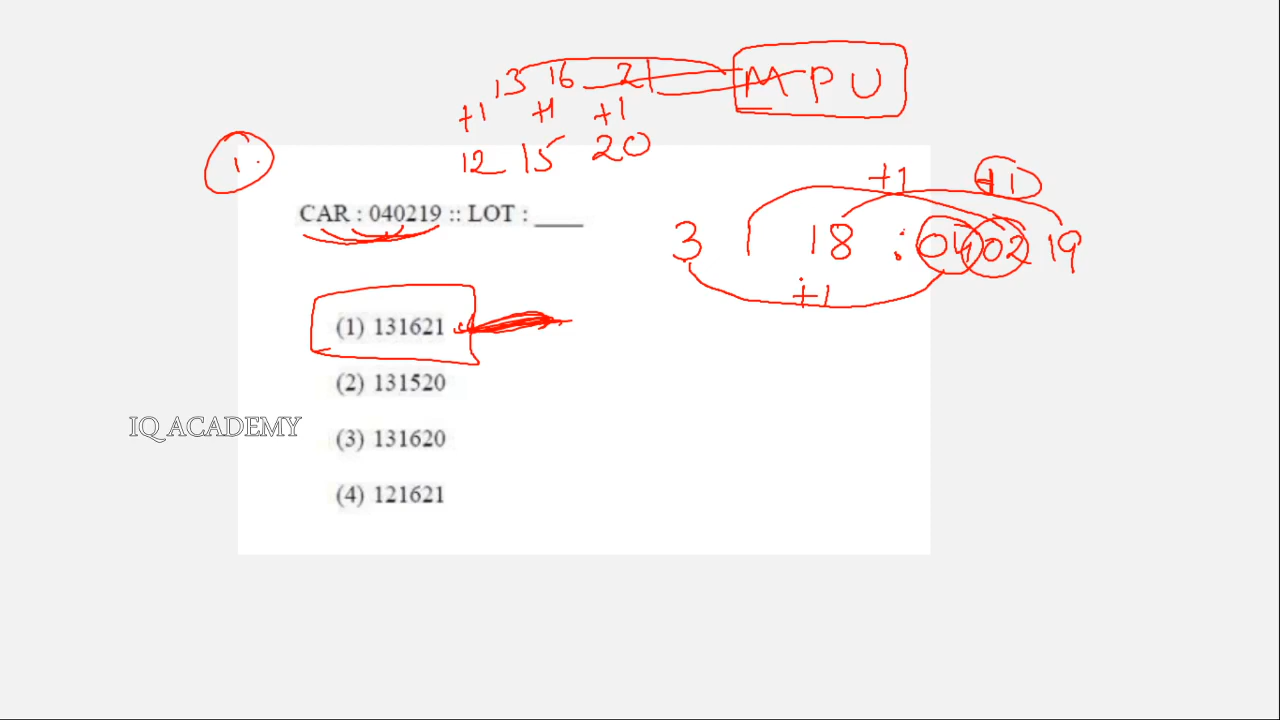 13 16 21 M P U
+1 +1 +1
12 15 20
1.
CAR : 040219 :: LOT : ____
+1 +1
3 1 18 : 04 02 19
+1
(1) 131621
(2) 131520
IQ ACADEMY
(3) 131620
(4) 121621